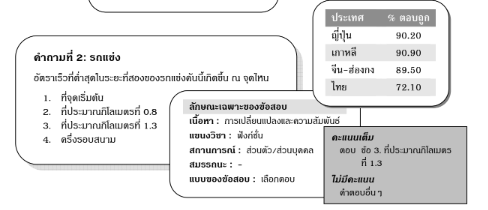 ประเทศ % ตอบถูก
ญี่ปุ่น 90.20
เกาหลี 90.90
จีน-ฮ่องกง 89.50
ไทย 72.10
คำถามที่ 2: รถแข่ง
อัตราเร็วที่ต่ำสุดในระยะที่สองของรถแข่งคันนี้เกิดขึ้น ณ จุดไหน
1. ที่จุดเริ่มต้น
2. ที่ประมาณกิโลเมตรที่ 0.8
3. ที่ประมาณกิโลเมตรที่ 1.3
4. ครึ่งรอบสนาม
ลักษณะเฉพาะของข้อสอบ
เนื้อหา : การเปลี่ยนแปลงและความสัมพันธ์
แขนงวิชา : ฟังก์ชั่น
สถานการณ์ : ส่วนตัว/ส่วนบุคคล
สมรรถนะ : -
แบบของข้อสอบ : เลือกตอบ
คะแนนเต็ม
ตอบ ข้อ 3. ที่ประมาณกิโลเมตร
ที่ 1.3
ไม่มีคะแนน
คำตอบอื่น ๆ